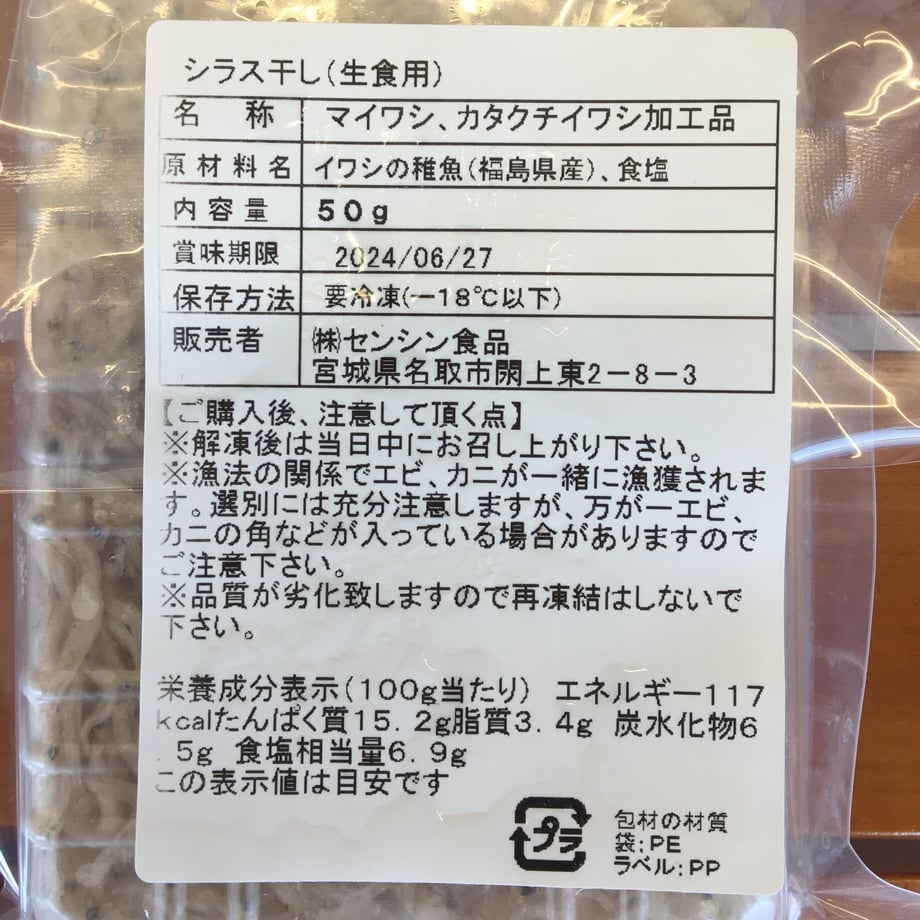 シラス干し(生食用)
名 称 マイワシ、カタクチイワシ加工品
原材料名 イワシの稚魚(福島県産)、食塩
内容量 50g
賞味期限 2024/06/27
保存方法 要冷凍(-18℃以下)
販売者 ㈱センシン食品
宮城県名取市閖上東2-8-3
【ご購入後、注意して頂く点】
※解凍後は当日中にお召し上がり下さい。
※漁法の関係でエビ、カニが一緒に漁獲されま
す。選別には充分注意しますが、万が一エビ、
カニの角などが入っている場合がありますので
ご注意下さい。
※品質が劣化致しますので再凍結はしないで
下さい。
栄養成分表示(100g当たり) エネルギー117
kcalたんぱく質15.2g脂質3.4g 炭水化物6
.5g 食塩相当量6.9g
この表示値は目安です
プラ
包材の材質
袋:PE
ラベル:PP